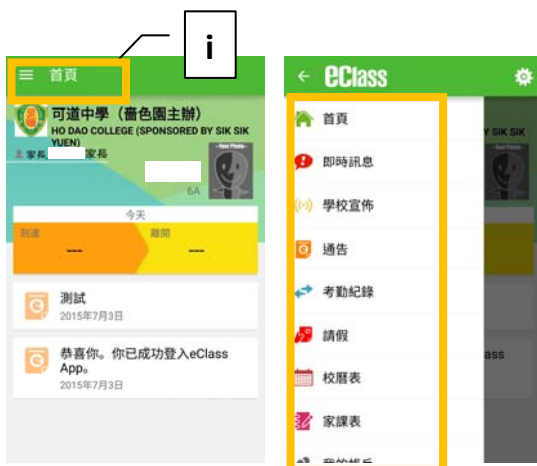 i
首頁
可道中學（嗇色園主辦）
HO DAO COLLEGE (SPONSORED BY SIK SIK
YUEN)
家長 家長
6A
今天
到達
離開
---
---
測試
2015年7月3日
恭喜你。你已成功登入eClass
App。
2015年7月3日
eClass
首頁
即時訊息
學校宣佈
通告
考勤紀錄
請假
校曆表
家課表
我的帳戶
Y SIK SIK
ass